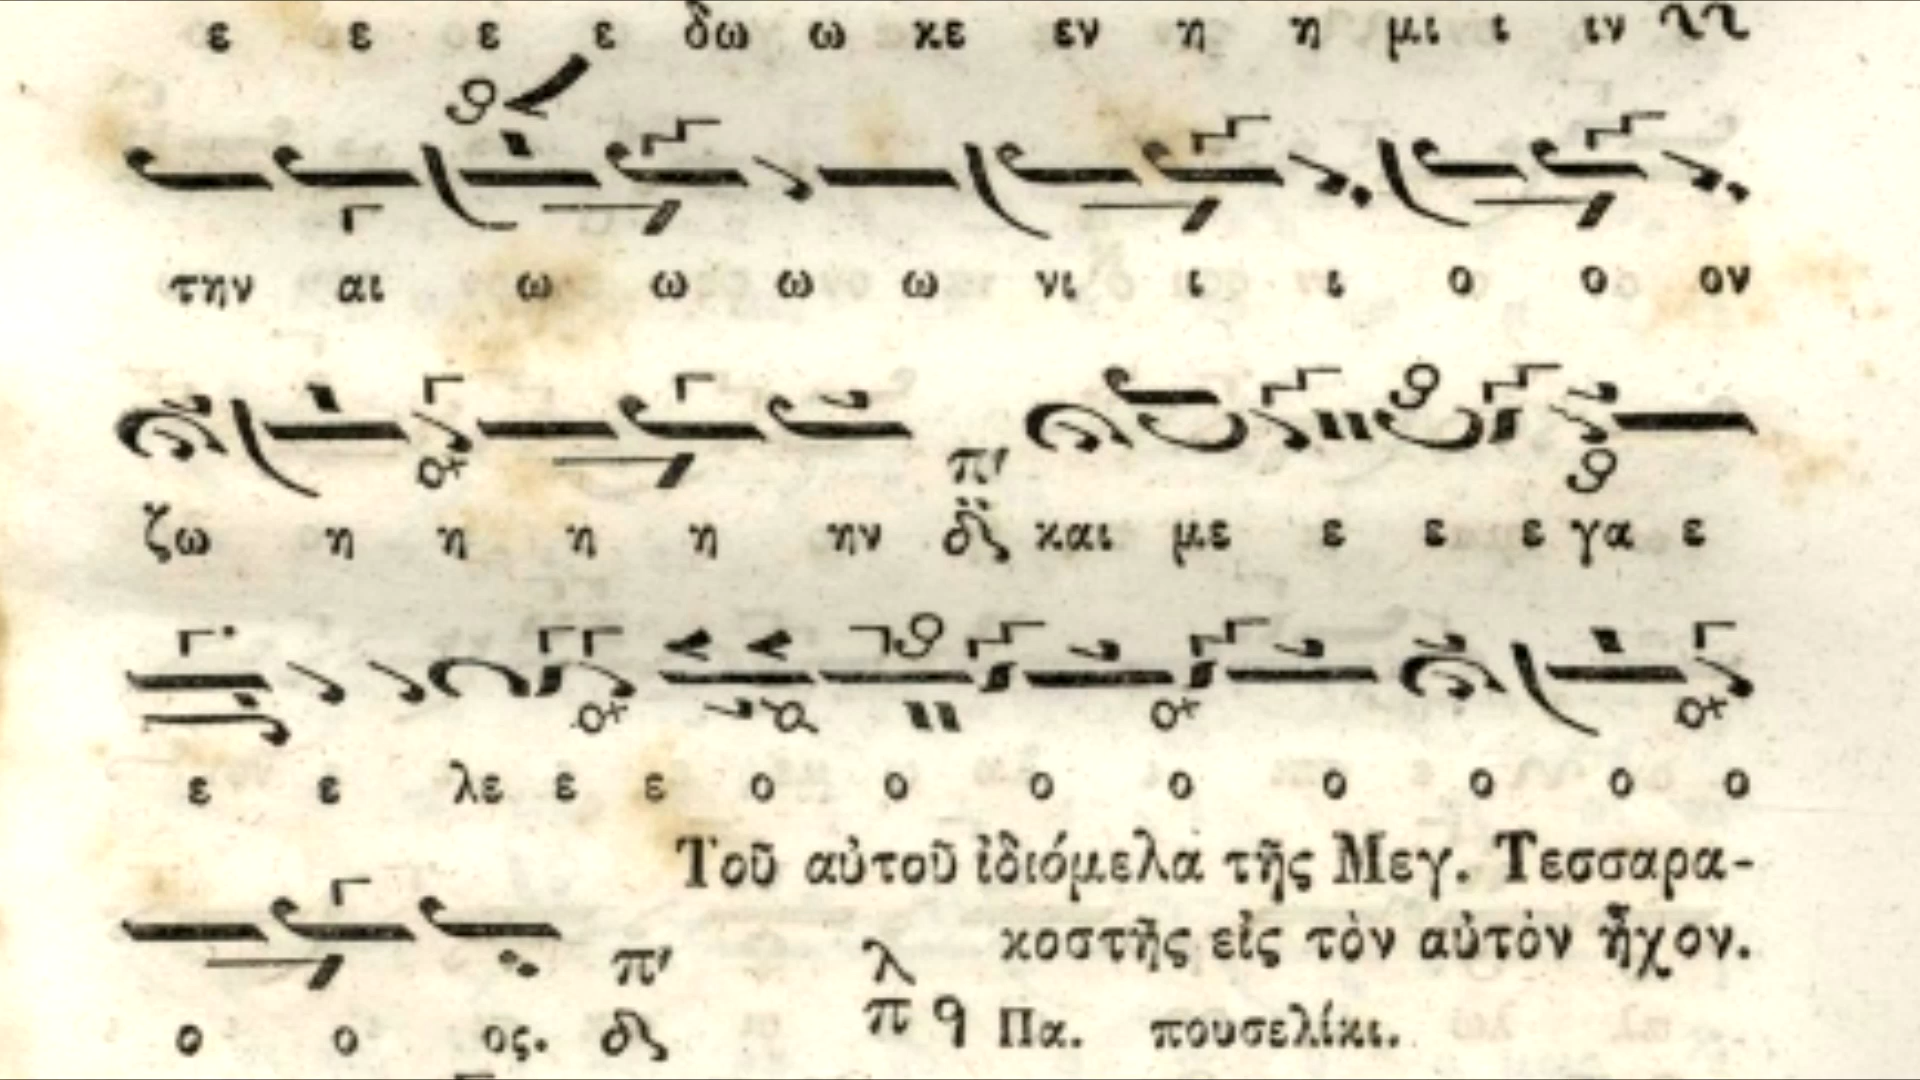 ε ε ε ε δω ω κε εν η η μι ι ιν
την αι ω ω ω ω νι ι ι ο ο ον
ζω η η η η ην π' και με ε ε ε γα ε
ε ε λε ε ε ο ο ο ο ο ο ο ο
Τοῦ αὐτοῦ ἰδιόμελα τῆς Μεγ. Τεσσαρα-
κοστῆς εἰς τὸν αὐτὸν ἦχον.
ο ο ος. π'
λ π q Πα. πουσελίκι.